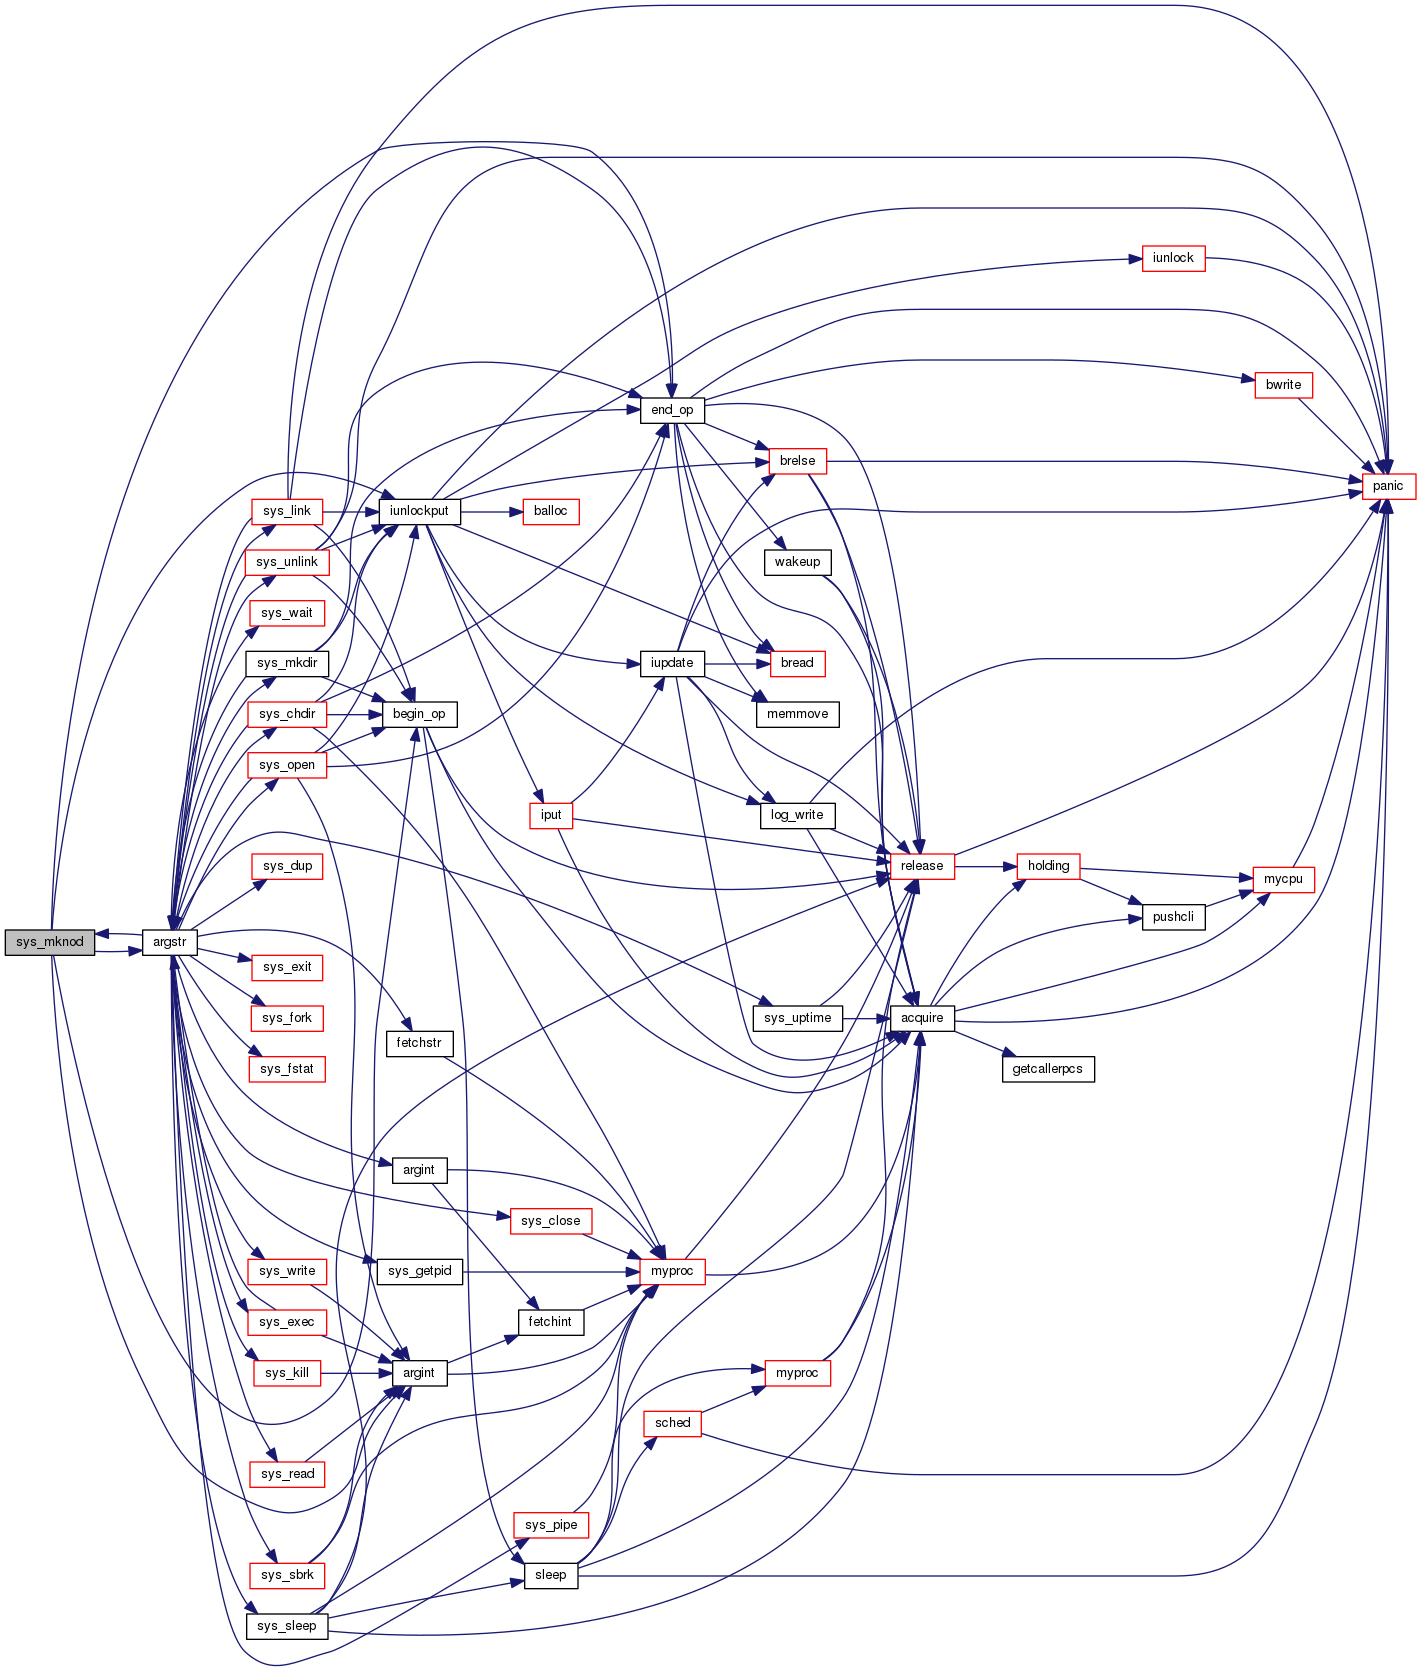 sys_mknod
argstr
sys_link
sys_unlink
sys_wait
sys_mkdir
sys_chdir
sys_open
sys_dup
sys_exit
sys_fork
sys_fstat
sys_write
sys_exec
sys_kill
sys_read
sys_sbrk
sys_sleep
iunlockput
begin_op
fetchstr
argint
sys_getpid
argint
balloc
iput
sys_close
fetchint
sys_pipe
sleep
end_op
iupdate
myproc
sched
brelse
wakeup
bread
memmove
log_write
sys_uptime
myproc
release
acquire
holding
getcallerpcs
iunlock
pushcli
bwrite
mycpu
panic